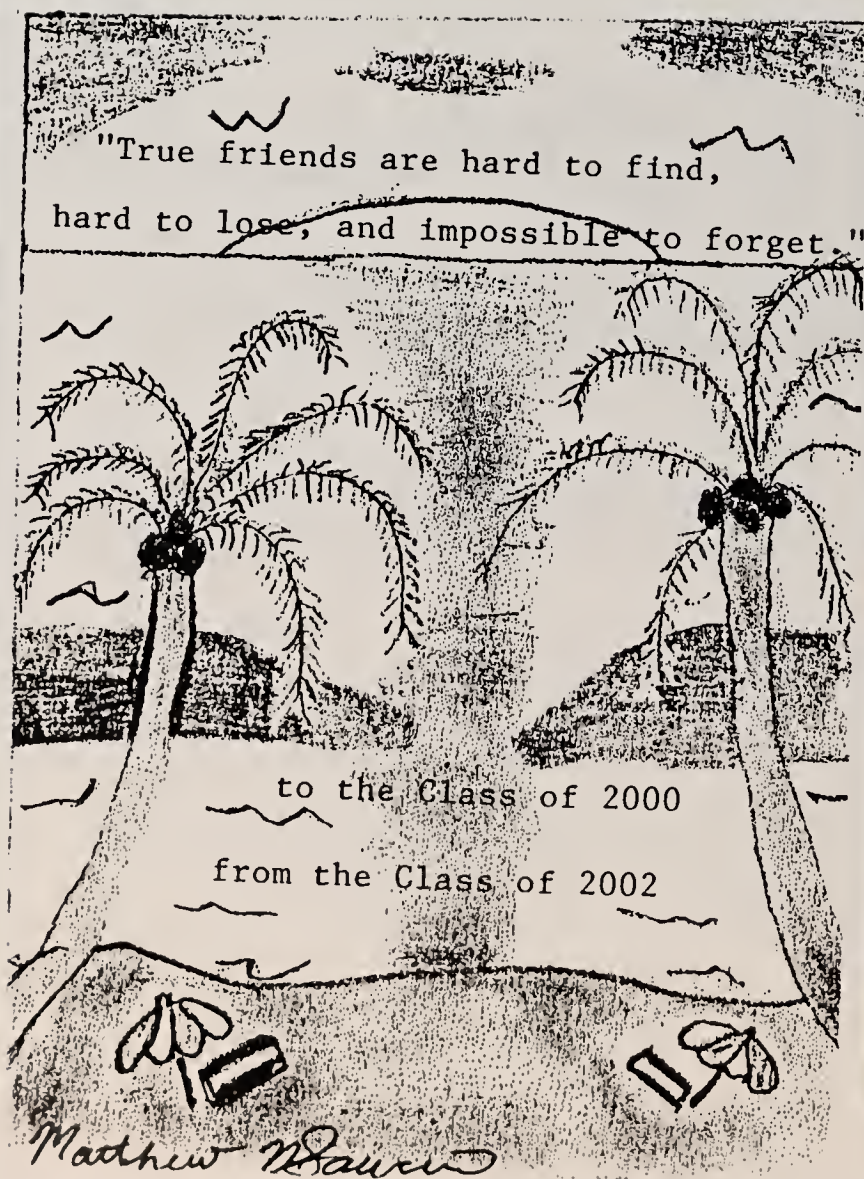 "True friends are hard to find,
hard to lose, and impossible to forget."
to the Class of 2000
from the Class of 2002
Matthew